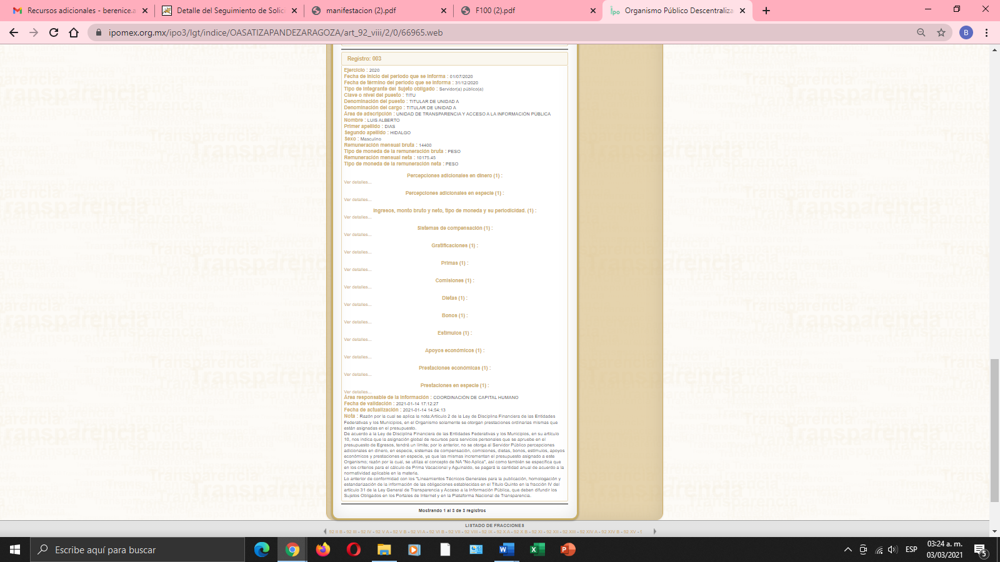 Recursos adicionales - berenice.a
Detalle del Seguimiento de Solici
manifestacion (2).pdf
F100 (2).pdf
ipo
Organismo Público Descentraliza
ipomex.org.mx/ipo3/lgt/indice/OASATIZAPANDEZARAGOZA/art_92_viii/2/0/66965.web
B
Registro: 003
Ejercicio : 2020
Fecha de inicio del periodo que se informa : 01/07/2020
Fecha de término del periodo que se informa : 31/12/2020
Tipo de integrante del Sujeto obligado : Servidor(a) público(a)
Clave o nivel del puesto : TITU
Denominación del puesto : TITULAR DE UNIDAD A
Denominación del cargo : TITULAR DE UNIDAD A
Área de adscripción : UNIDAD DE TRANSPARENCIA Y ACCESO A LA INFORMACIÓN PÚBLICA
Nombre : LUIS ALBERTO
Primer apellido : DIAS
Segundo apellido : HIDALGO
Sexo : Masculino
Remuneración mensual bruta : 14400
Tipo de moneda de la remuneración bruta : PESO
Remuneración mensual neta : 10175.45
Tipo de moneda de la remuneración neta : PESO
Percepciones adicionales en dinero (1) :
Ver detalles...
Percepciones adicionales en especie (1) :
Ver detalles...
Ingresos, monto bruto y neto, tipo de moneda y su periodicidad. (1) :
Ver detalles...
Sistemas de compensación (1) :
Ver detalles...
Gratificaciones (1) :
Ver detalles...
Primas (1) :
Ver detalles...
Comisiones (1) :
Ver detalles...
Dietas (1) :
Ver detalles...
Bonos (1) :
Ver detalles...
Estímulos (1) :
Ver detalles...
Apoyos económicos (1) :
Ver detalles...
Prestaciones económicas (1) :
Ver detalles...
Prestaciones en especie (1) :
Ver detalles...
Área responsable de la información : COORDINACIÓN DE CAPITAL HUMANO
Fecha de validación : 2021-01-14 17:12:27
Fecha de actualización : 2021-01-14 14:54:13
Nota : Razón por la cual se aplica la nota:Artículo 2 de la Ley de Disciplina Financiera de las Entidades
Federativas y los Municipios, en el Organismo solamente se otorgan prestaciones ordinarias mismas que
están asignadas en el presupuesto.
De acuerdo a la Ley de Disciplina Financiera de las Entidades Federativas y los Municipios, en su artículo
10, nos indica que la asignación global de recursos para servicios personales que se apruebe en el
presupuesto de Egresos, tendrá un límite; por lo anterior, no se otorga al Servidor Público percepciones
adicionales en dinero, en especie, sistemas de compensación, comisiones, dietas, bonos, estímulos, apoyos
económicos y prestaciones en especie, ya que las mismas incrementan el presupuesto asignado a este
Organismo; razón por la cual, se utiliza el concepto de NA "No Aplica", así como también se especifica que
en los criterios para el cálculo de Prima Vacacional y Aguinaldo, se pagará la cantidad anual de acuerdo a la
normatividad aplicable en la materia.
Lo anterior de conformidad con los "Lineamientos Técnicos Generales para la publicación, homologación y
estandarización de la información de las obligaciones establecidas en el Título Quinto en la fracción IV del
artículo 31 de la Ley General de Transparencia y Acceso a la Información Pública, que deben difundir los
Sujetos Obligados en los Portales de Internet y en la Plataforma Nacional de Transparencia.
Mostrando 1 al 3 de 3 registros
LISTADO DE FRACCIONES
92 II B - 92 III - 92 IV - 92 V A - 92 V B - 92 VI A - 92 VI B - 92 VII - 92 VIII - 92 IX - 92 X A - 92 X B - 92 XI - 92 XII - 92 XIII - 92 XIV A - 92 XIV B - 92 XV -
Escribe aquí para buscar
ESP
03:24 a. m.
03/03/2021
5